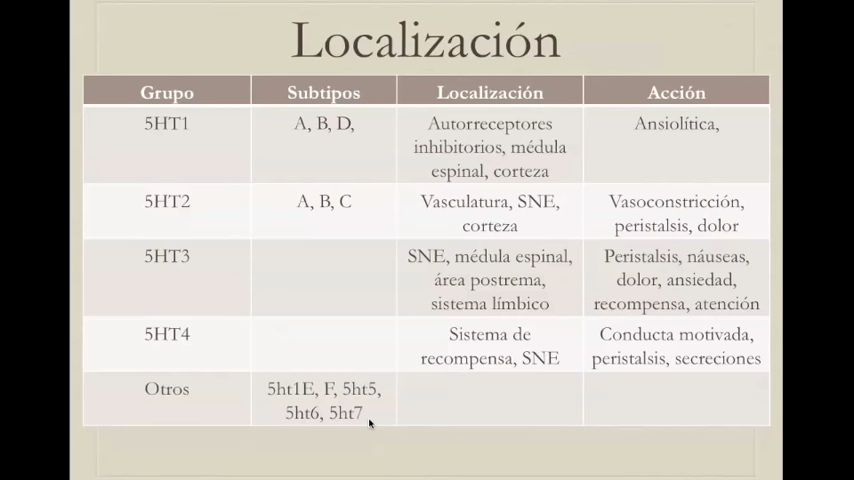 Localización
Grupo Subtipos Localización Acción
5HT1 A, B, D, Autorreceptores Ansiolítica,
inhibitorios, médula
espinal, corteza
5HT2 A, B, C Vasculatura, SNE, Vasoconstricción,
corteza peristalsis, dolor
5HT3 SNE, médula espinal, Peristalsis, náuseas,
área postrema, dolor, ansiedad,
sistema límbico recompensa, atención
5HT4 Sistema de Conducta motivada,
recompensa, SNE peristalsis, secreciones
Otros 5ht1E, F, 5ht5,
5ht6, 5ht7